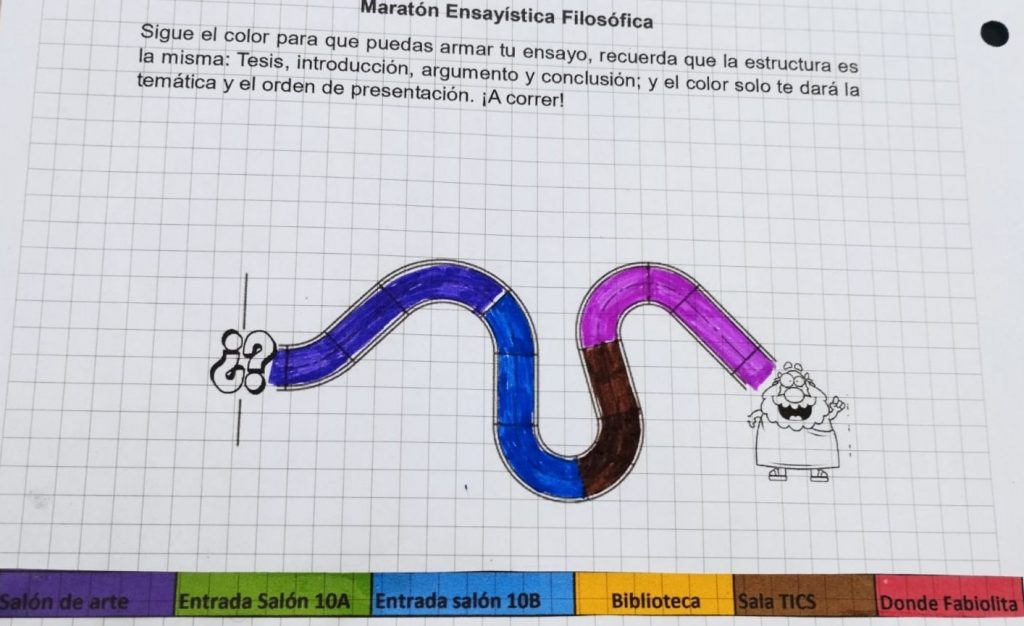 Maratón Ensayística Filosófica
Sigue el color para que puedas armar tu ensayo, recuerda que la estructura es
la misma: Tesis, introducción, argumento y conclusión; y el color solo te dará la
temática y el orden de presentación. ¡A correr!
¿?
Salón de arte
Entrada Salón 10A
Entrada salón 10B
Biblioteca
Sala TICS
Donde Fabiolita